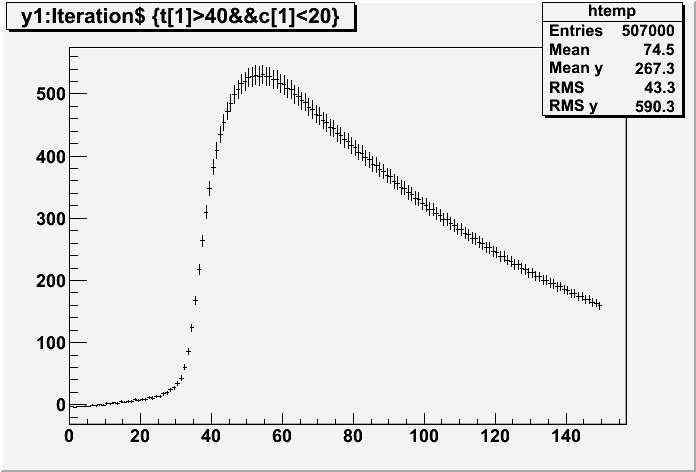 y1:Iteration$ {t[1]>40&&c[1]<20}
htemp
Entries 507000
Mean 74.5
Mean y 267.3
RMS 43.3
RMS y 590.3
500
400
300
200
100
0
0 20 40 60 80 100 120 140